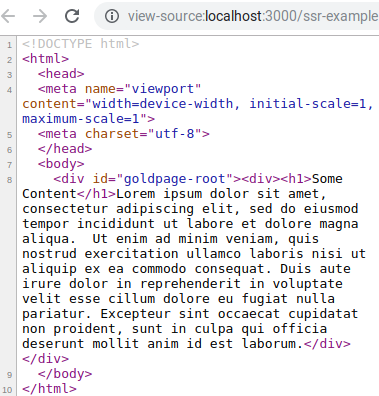 view-source:localhost:3000/ssr-example
1 <!DOCTYPE html>
2 <html>
3   <head>
4   <meta name="viewport"
content="width=device-width, initial-scale=1,
maximum-scale=1">
5   <meta charset="utf-8">
6   </head>
7   <body>
8     <div id="goldpage-root"><div><h1>Some
Content</h1>Lorem ipsum dolor sit amet,
consectetur adipiscing elit, sed do eiusmod
tempor incididunt ut labore et dolore magna
aliqua.  Ut enim ad minim veniam, quis
nostrud exercitation ullamco laboris nisi ut
aliquip ex ea commodo consequat. Duis aute
irure dolor in reprehenderit in voluptate
velit esse cillum dolore eu fugiat nulla
pariatur. Excepteur sint occaecat cupidatat
non proident, sunt in culpa qui officia
deserunt mollit anim id est laborum.</div>
</div>
9   </body>
10 </html>